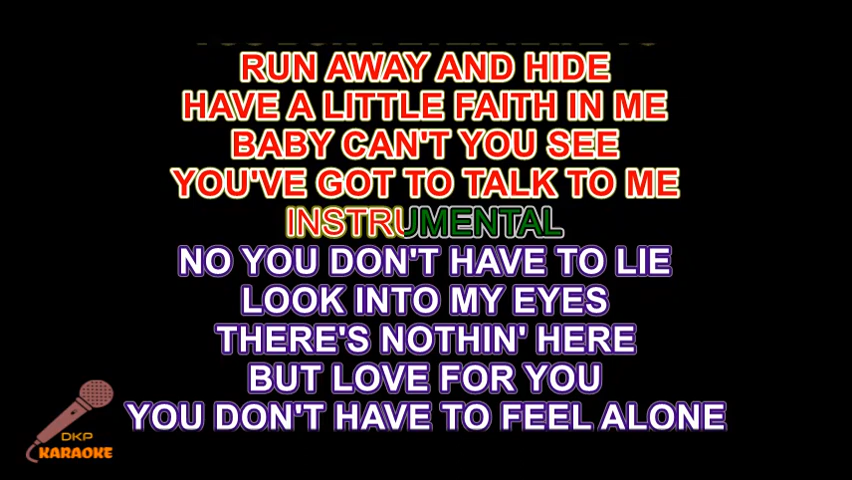 RUN AWAY AND HIDE
HAVE A LITTLE FAITH IN ME
BABY CAN'T YOU SEE
YOU'VE GOT TO TALK TO ME
INSTRUMENTAL
NO YOU DON'T HAVE TO LIE
LOOK INTO MY EYES
THERE'S NOTHIN' HERE
BUT LOVE FOR YOU
YOU DON'T HAVE TO FEEL ALONE
DKP
KARAOKE